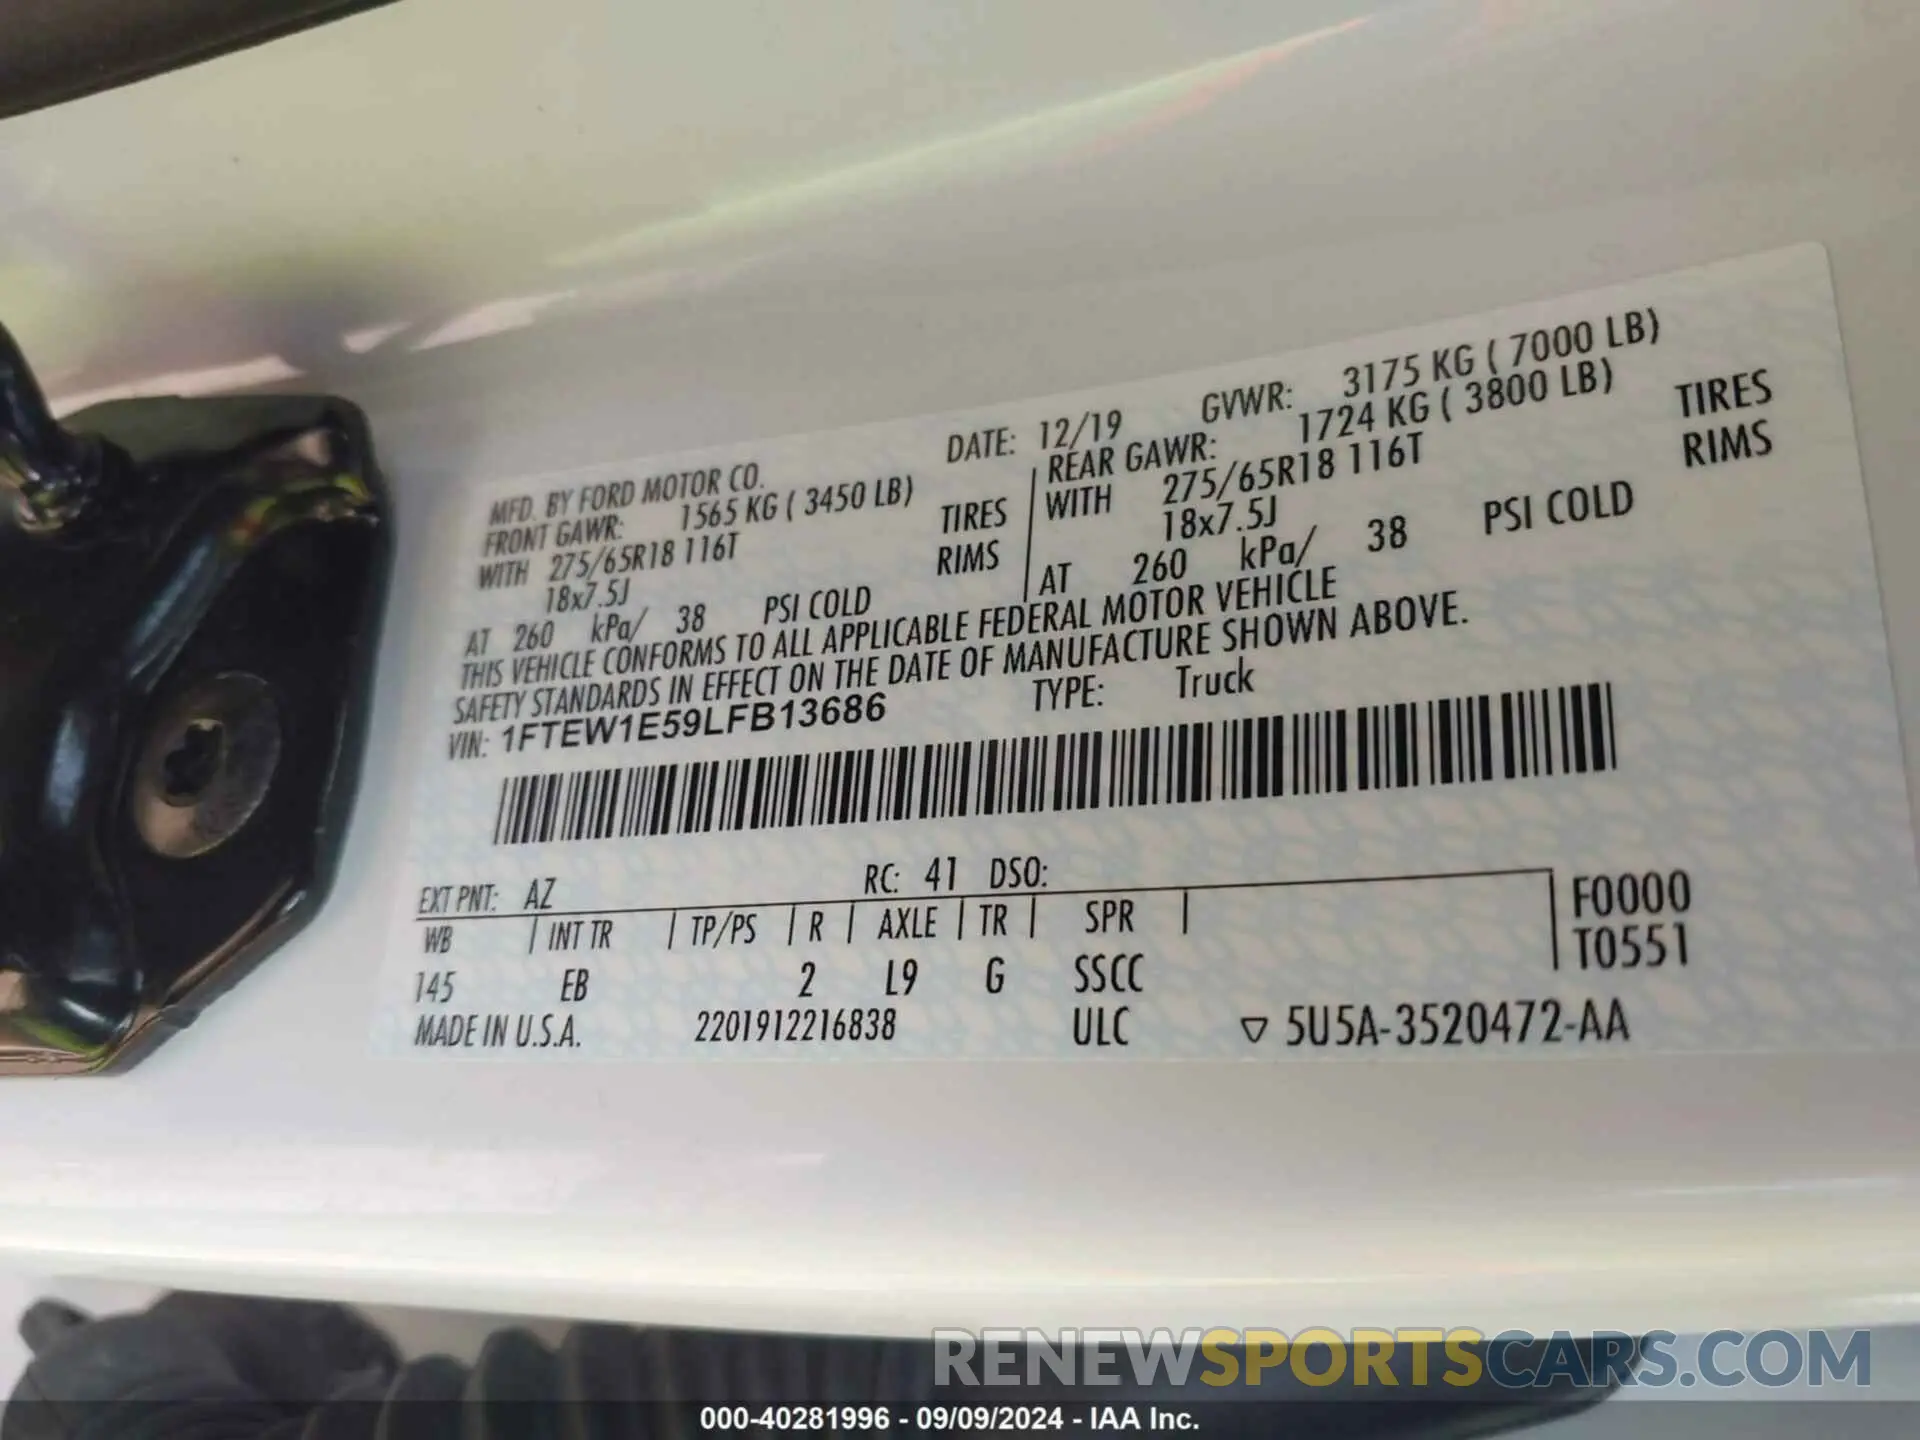 MFD. BY FORD MOTOR CO. DATE: 12/19 GVWR: 3175 KG ( 7000 LB)
FRONT GAWR: 1565 KG ( 3450 LB) REAR GAWR: 1724 KG ( 3800 LB)
WITH 275/65R18 116T TIRES WITH 275/65R18 116T TIRES
18x7.5J RIMS 18x7.5J RIMS
AT 260 kPa/ 38 PSI COLD AT 260 kPa/ 38 PSI COLD
THIS VEHICLE CONFORMS TO ALL APPLICABLE FEDERAL MOTOR VEHICLE
SAFETY STANDARDS IN EFFECT ON THE DATE OF MANUFACTURE SHOWN ABOVE.
VIN: 1FTEW1E59LFB13686 TYPE: Truck
EXT PNT: AZ RC: 41 DSO:
WB INT TR TP/PS R AXLE TR SPR F0000
145 EB 2 L9 G SSCC T0551
MADE IN U.S.A. 2201912216838 ULC ▽ 5U5A-3520472-AA
RENEWSPORTSCARS.COM
000-40281996 - 09/09/2024 - IAA Inc.